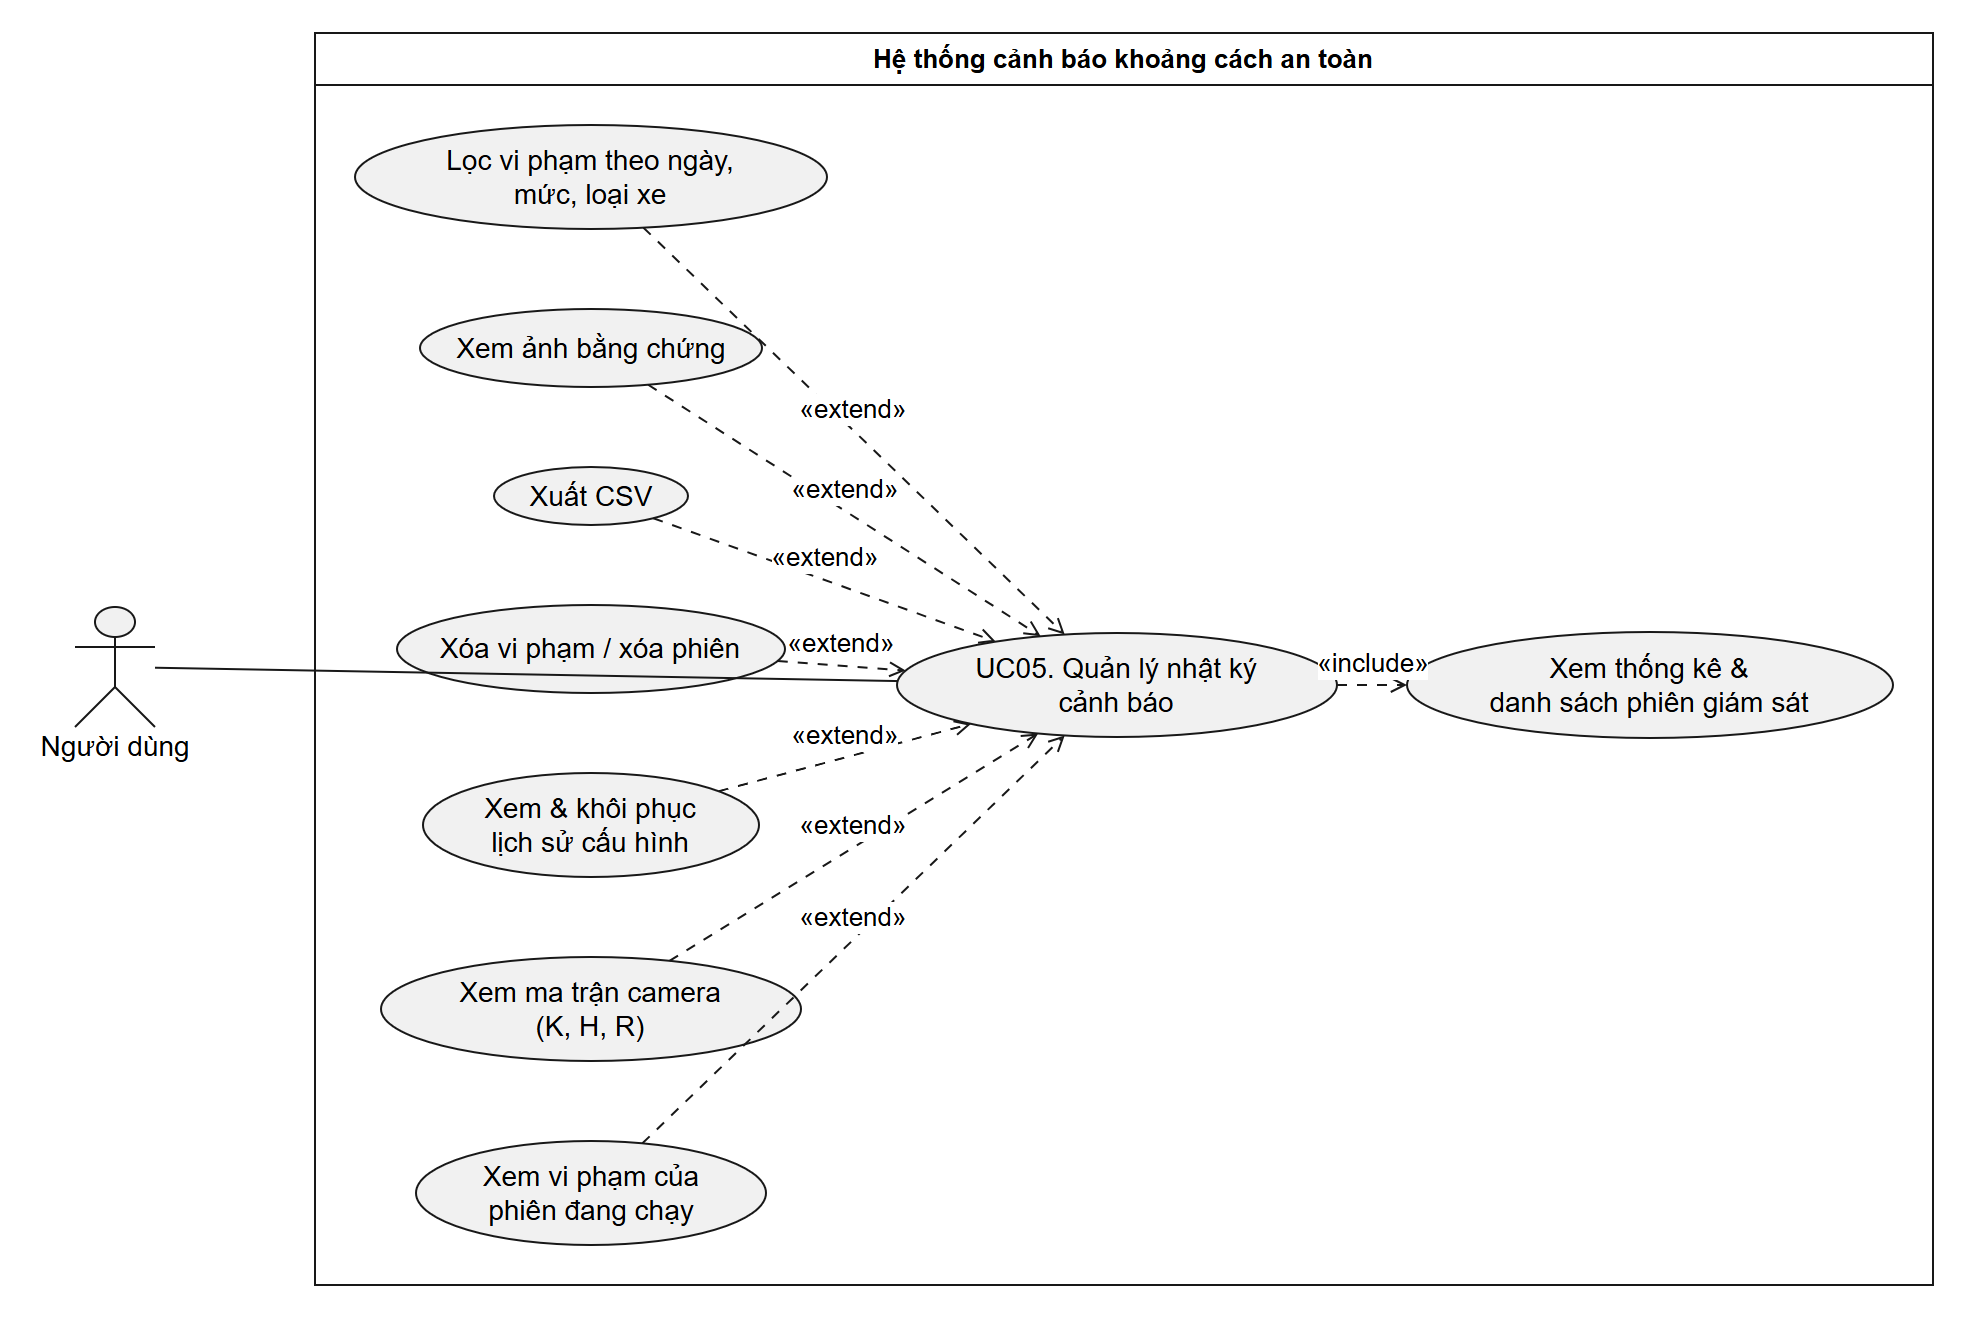 Hệ thống cảnh báo khoảng cách an toàn
Lọc vi phạm theo ngày,
mức, loại xe
Xem ảnh bằng chứng
«extend»
«extend»
Xuất CSV
«extend»
Xóa vi phạm / xóa phiên
«extend»
UC05. Quản lý nhật ký
cảnh báo
«include»
Xem thống kê &
danh sách phiên giám sát
Người dùng
«extend»
Xem & khôi phục
lịch sử cấu hình
«extend»
«extend»
Xem ma trận camera
(K, H, R)
Xem vi phạm của
phiên đang chạy